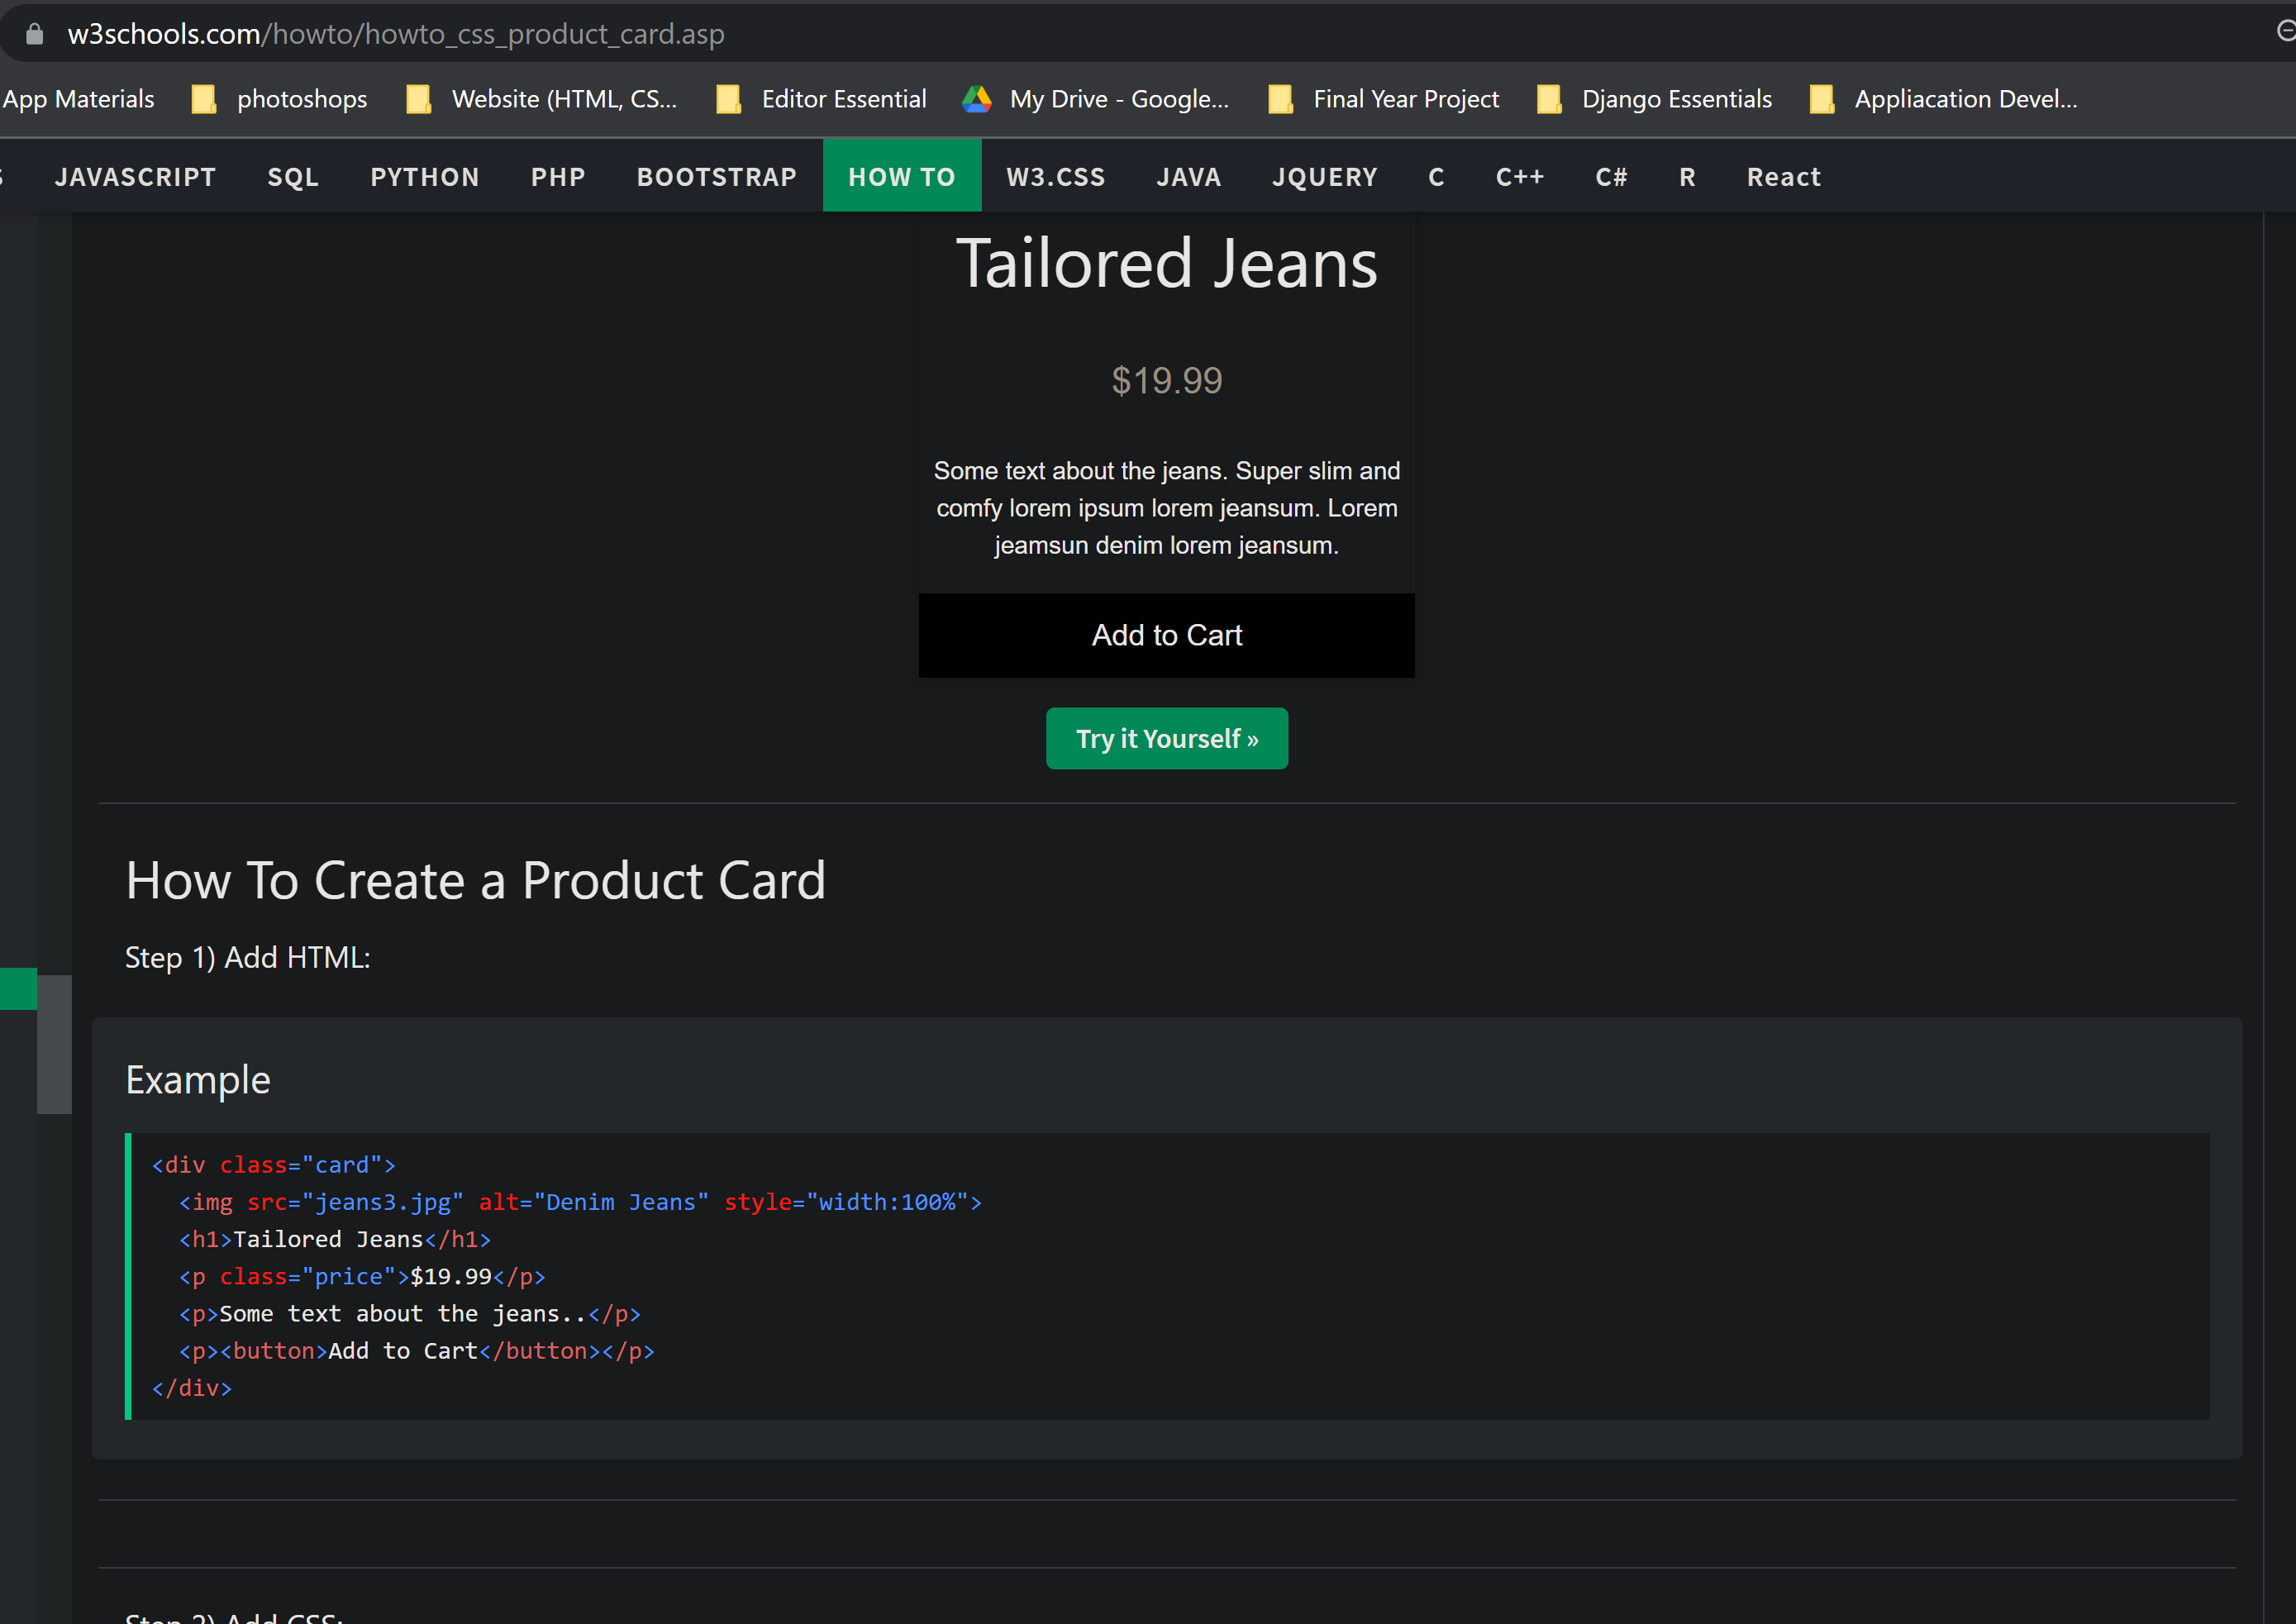 w3schools.com/howto/howto_css_product_card.asp
App Materials photoshops Website (HTML, CS... Editor Essential My Drive - Google... Final Year Project Django Essentials Appliacation Devel...
JAVASCRIPT SQL PYTHON PHP BOOTSTRAP HOW TO W3.CSS JAVA JQUERY C C++ C# R React
Tailored Jeans
$19.99
Some text about the jeans. Super slim and
comfy lorem ipsum lorem jeansum. Lorem
jeamsun denim lorem jeansum.
Add to Cart
Try it Yourself »
How To Create a Product Card
Step 1) Add HTML:
Example
<div class="card">
  <img src="jeans3.jpg" alt="Denim Jeans" style="width:100%">
  <h1>Tailored Jeans</h1>
  <p class="price">$19.99</p>
  <p>Some text about the jeans..</p>
  <p><button>Add to Cart</button></p>
</div>
Step 2) Add CSS: